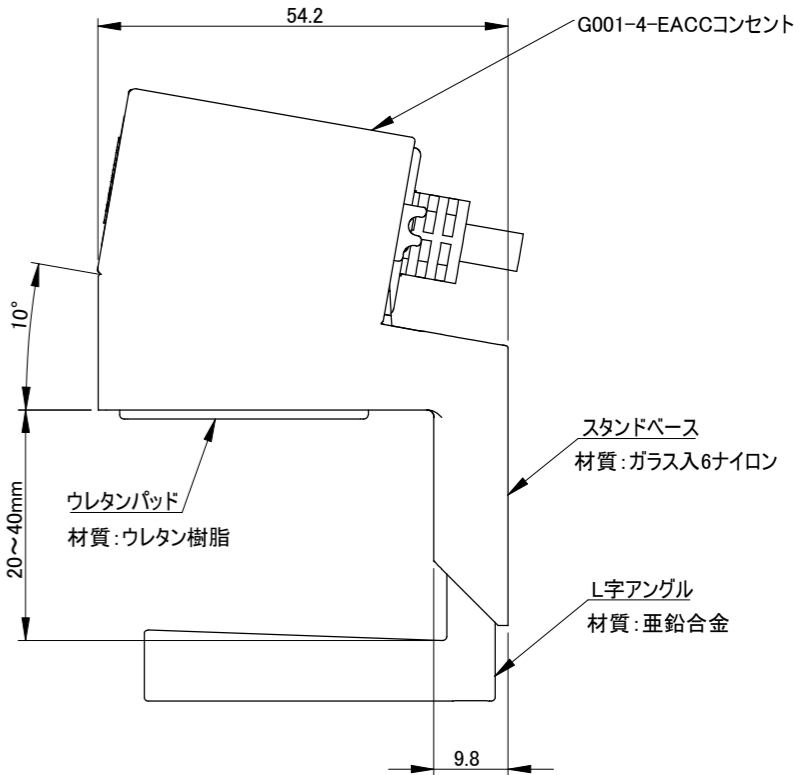 54.2
G001-4-EACCコンセント
10°
スタンドベース
材質:ガラス入6ナイロン
ウレタンパッド
材質:ウレタン樹脂
20～40mm
L字アングル
材質:亜鉛合金
9.8